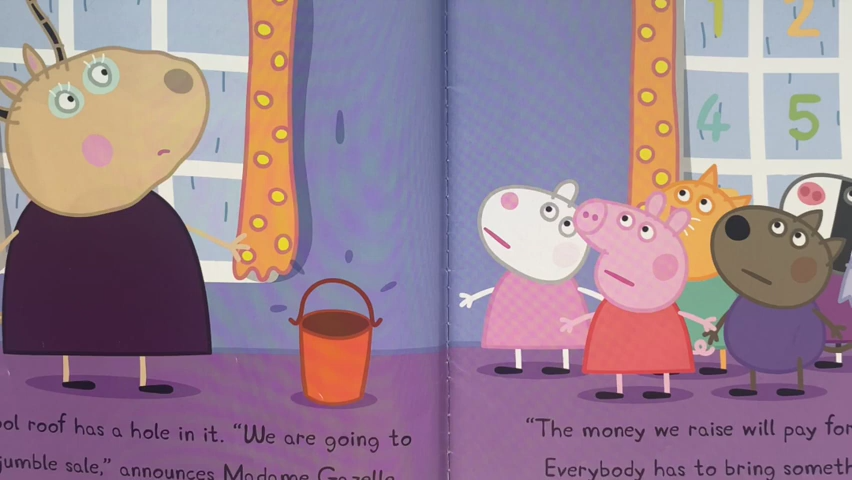 ool roof has a hole in it. "We are going to
jumble sale," announces Madame Gazelle.
"The money we raise will pay for
Everybody has to bring someth
1 2
4 5